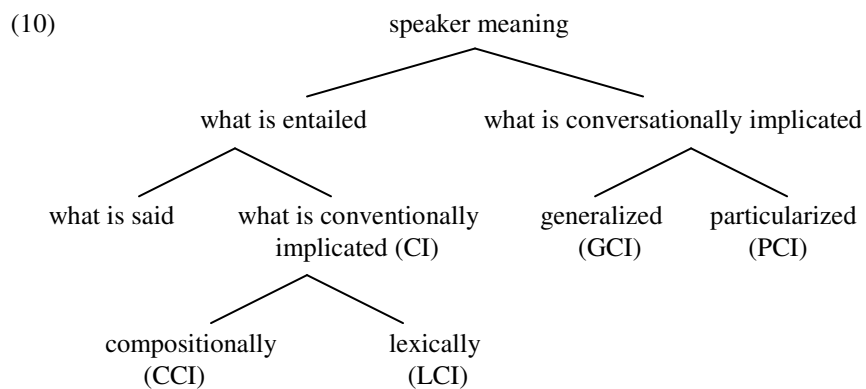 (10) speaker meaning
what is entailed what is conversationally implicated
what is said what is conventionally generalized particularized
implicated (CI) (GCI) (PCI)
compositionally lexically
(CCI) (LCI)